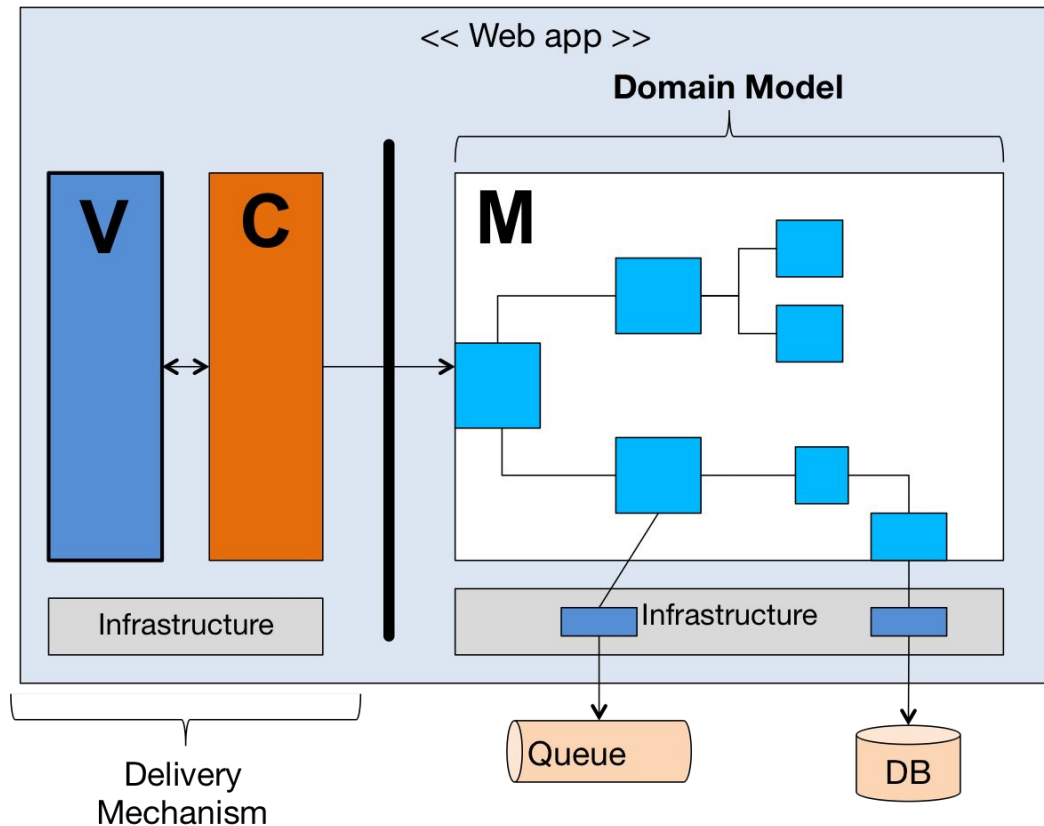 << Web app >>
Domain Model
V
C
M
Infrastructure
Infrastructure
Delivery
Mechanism
Queue
DB